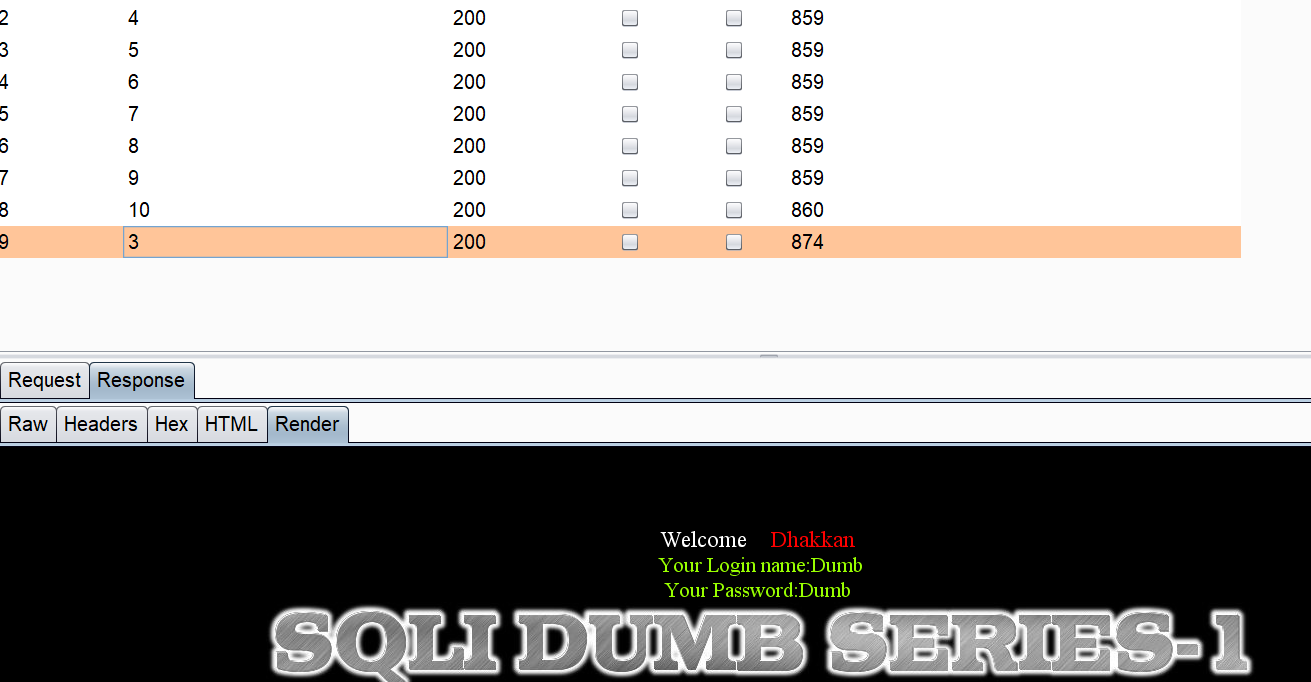 2 4 200 859
3 5 200 859
4 6 200 859
5 7 200 859
6 8 200 859
7 9 200 859
8 10 200 860
9 3 200 874
Request Response
Raw Headers Hex HTML Render
Welcome Dhakkan
Your Login name:Dumb
Your Password:Dumb
SQLI DUMB SERIES-1